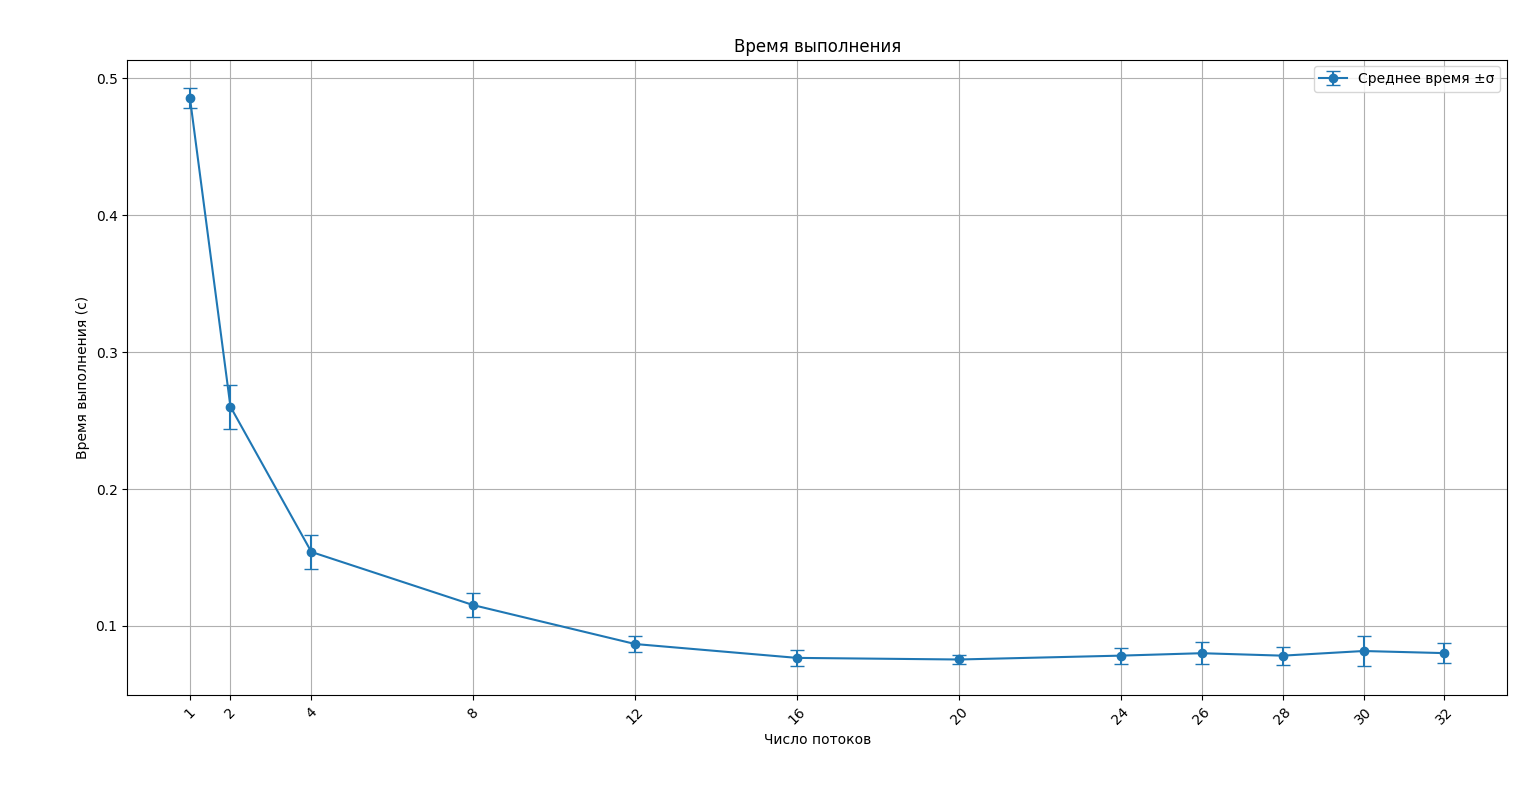 Время выполнения
Среднее время ±σ
0.5
0.4
0.3
0.2
0.1
Время выполнения (с)
1 2 4 8 12 16 20 24 26 28 30 32
Число потоков